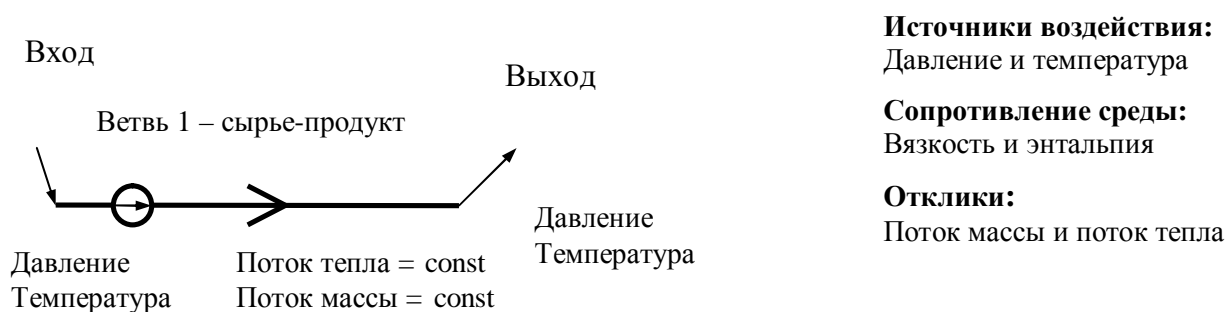 Вход
Выход
Ветвь 1 – сырье-продукт
Давление
Температура
Поток тепла = const
Поток массы = const
Давление
Температура
Источники воздействия:
Давление и температура
Сопротивление среды:
Вязкость и энтальпия
Отклики:
Поток массы и поток тепла